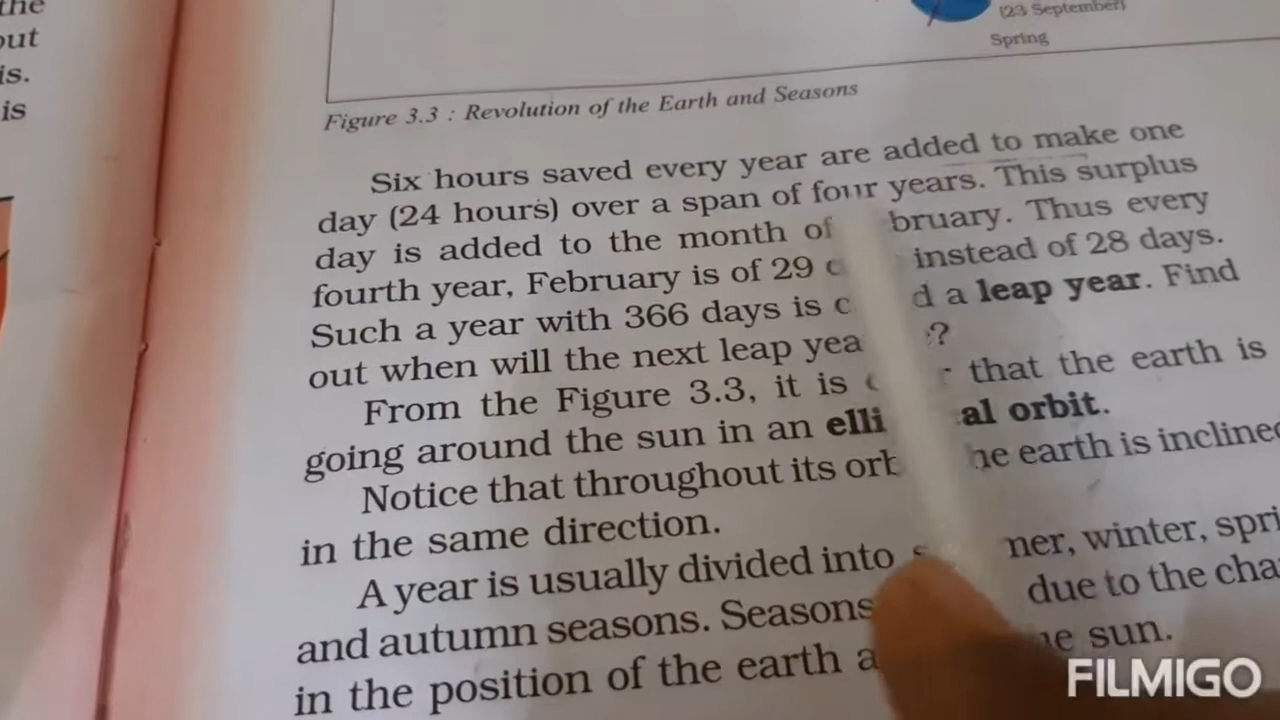 the
out
is.
is
(23 September)
Spring
Figure 3.3 : Revolution of the Earth and Seasons
Six hours saved every year are added to make one
day (24 hours) over a span of four years. This surplus
day is added to the month of bruary. Thus every
fourth year, February is of 29 instead of 28 days.
Such a year with 366 days is c d a leap year. Find
out when will the next leap yea ?
From the Figure 3.3, it is that the earth is
going around the sun in an elli al orbit.
Notice that throughout its orb he earth is inclined
in the same direction.
A year is usually divided into s ner, winter, spri
and autumn seasons. Seasons due to the cha
in the position of the earth a he sun.
FILMIGO